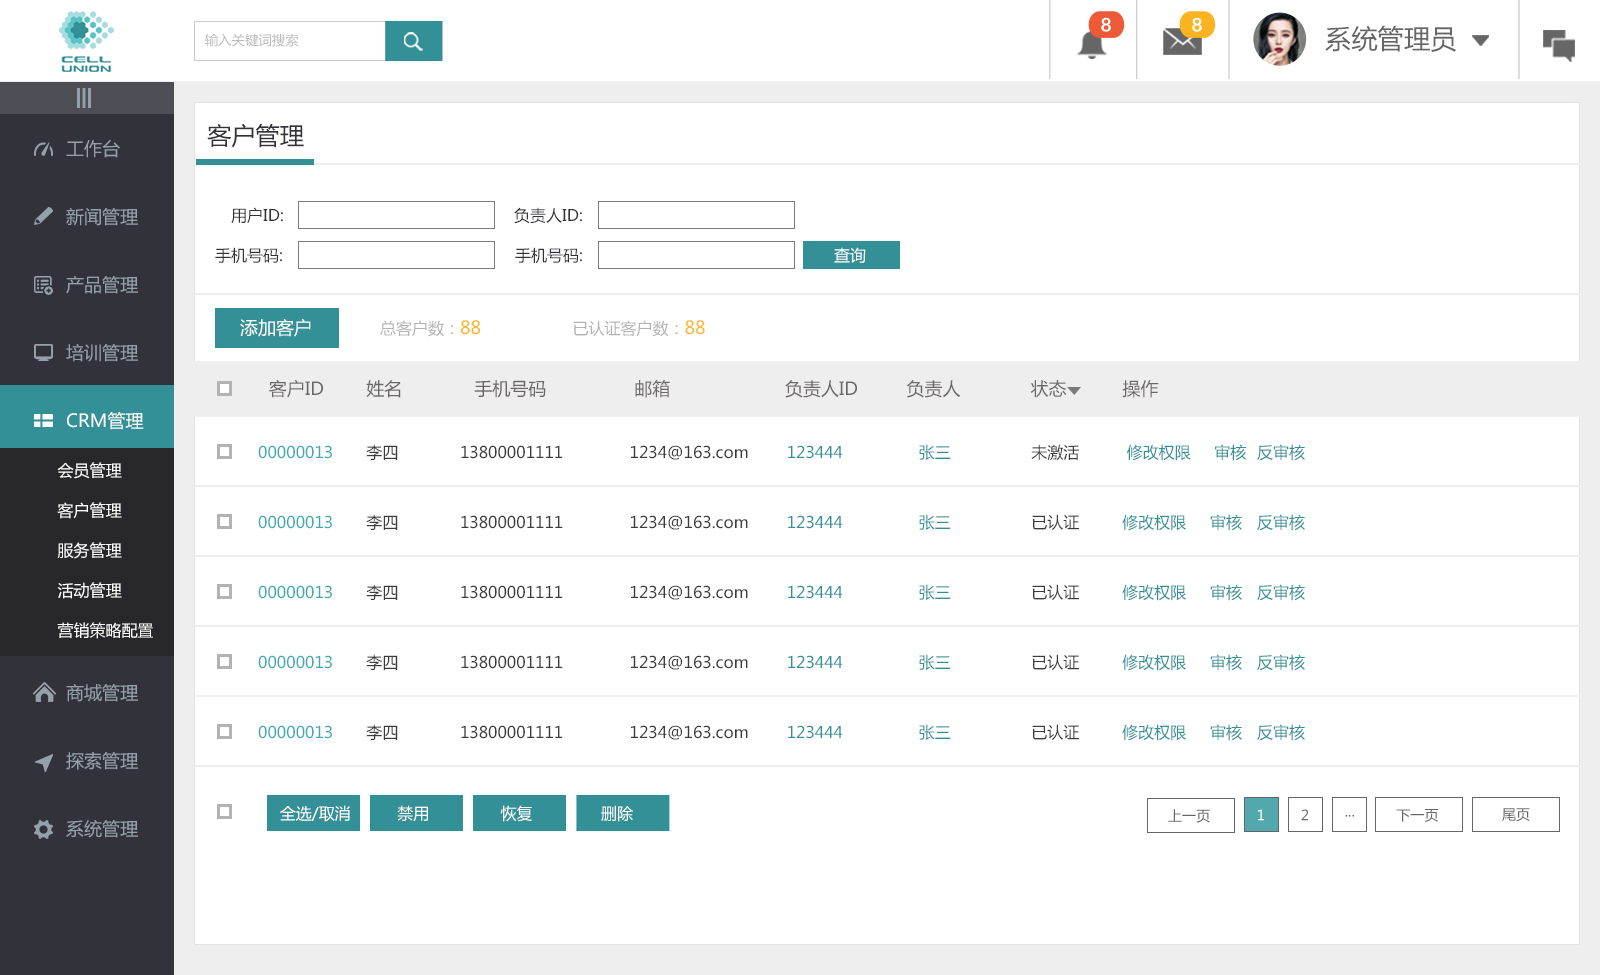 CELL
UNION
输入关键词搜索
8
8
系统管理员
工作台
新闻管理
产品管理
培训管理
CRM管理
会员管理
客户管理
服务管理
活动管理
营销策略配置
商城管理
探索管理
系统管理
客户管理
用户ID: 负责人ID:
手机号码: 手机号码: 查询
添加客户 总客户数：88 已认证客户数：88
客户ID 姓名 手机号码 邮箱 负责人ID 负责人 状态 操作
00000013 李四 13800001111 1234@163.com 123444 张三 未激活 修改权限 审核 反审核
00000013 李四 13800001111 1234@163.com 123444 张三 已认证 修改权限 审核 反审核
00000013 李四 13800001111 1234@163.com 123444 张三 已认证 修改权限 审核 反审核
00000013 李四 13800001111 1234@163.com 123444 张三 已认证 修改权限 审核 反审核
00000013 李四 13800001111 1234@163.com 123444 张三 已认证 修改权限 审核 反审核
全选/取消 禁用 恢复 删除 上一页 1 2 ... 下一页 尾页